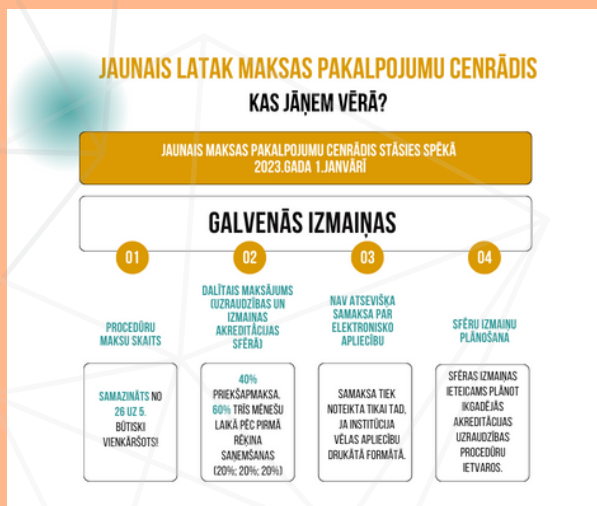 JAUNAIS LATAK MAKSAS PAKALPOJUMU CENRĀDIS
KAS JĀŅEM VĒRĀ?
JAUNAIS MAKSAS PAKALPOJUMU CENRĀDIS STĀSIES SPĒKĀ
2023.GADA 1.JANVĀRĪ
GALVENĀS IZMAIŅAS
01
PROCEDŪRU
MAKSU SKAITS
SAMAZINĀTS NO
26 UZ 5.
BŪTISKI
VIENKĀRŠOTS!
02
DALĪTAIS MAKSĀJUMS
(UZRAUDZĪBAS UN
IZMAIŅAS
AKREDITĀCIJAS
SFĒRĀ)
40%
PRIEKŠAPMAKSA.
60% TRĪS MĒNEŠU
LAIKĀ PĒC PIRMĀ
RĒĶINA
SAŅEMŠANAS
(20%; 20%; 20%)
03
NAV ATSEVIŠĶA
SAMAKSA PAR
ELEKTRONISKO
APLIECĪBU
SAMAKSA TIEK
NOTEIKTA TIKAI TAD,
JA INSTITŪCIJA
VĒLAS APLIECĪBU
DRUKĀTĀ FORMĀTĀ.
04
SFĒRU IZMAIŅU
PLĀNOŠANA
SFĒRAS IZMAIŅAS
IETEICAMS PLĀNOT
IKGADĒJĀS
AKREDITĀCIJAS
UZRAUDZĪBAS
PROCEDŪRU
IETVAROS.